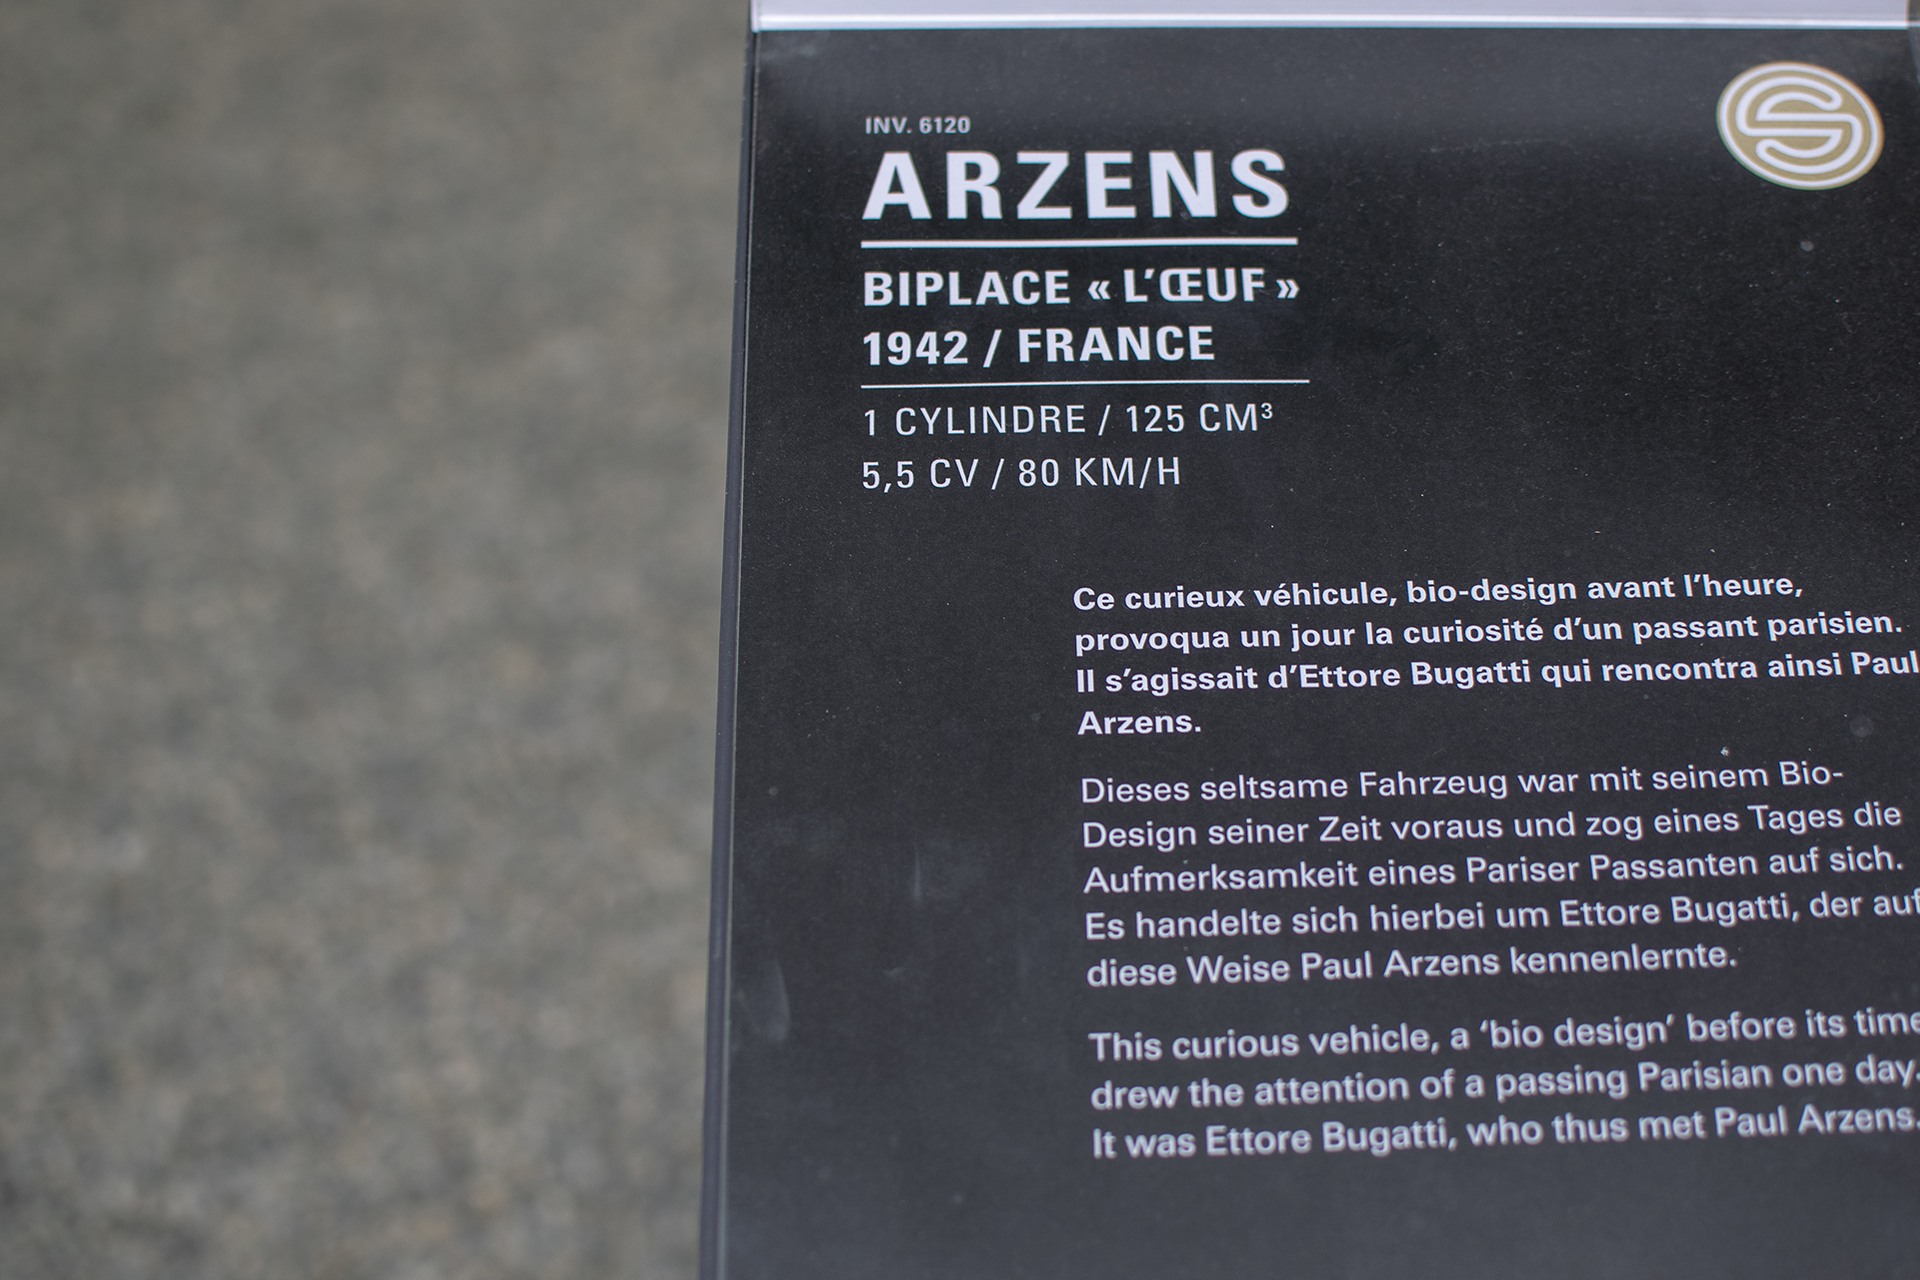 INV. 6120
ARZENS
BIPLACE « L'ŒUF »
1942 / FRANCE
1 CYLINDRE / 125 CM³
5,5 CV / 80 KM/H
Ce curieux véhicule, bio-design avant l'heure,
provoqua un jour la curiosité d'un passant parisien.
Il s'agissait d'Ettore Bugatti qui rencontra ainsi Paul
Arzens.
Dieses seltsame Fahrzeug war mit seinem Bio-
Design seiner Zeit voraus und zog eines Tages die
Aufmerksamkeit eines Pariser Passanten auf sich.
Es handelte sich hierbei um Ettore Bugatti, der auf
diese Weise Paul Arzens kennenlernte.
This curious vehicle, a 'bio design' before its time
drew the attention of a passing Parisian one day.
It was Ettore Bugatti, who thus met Paul Arzens.